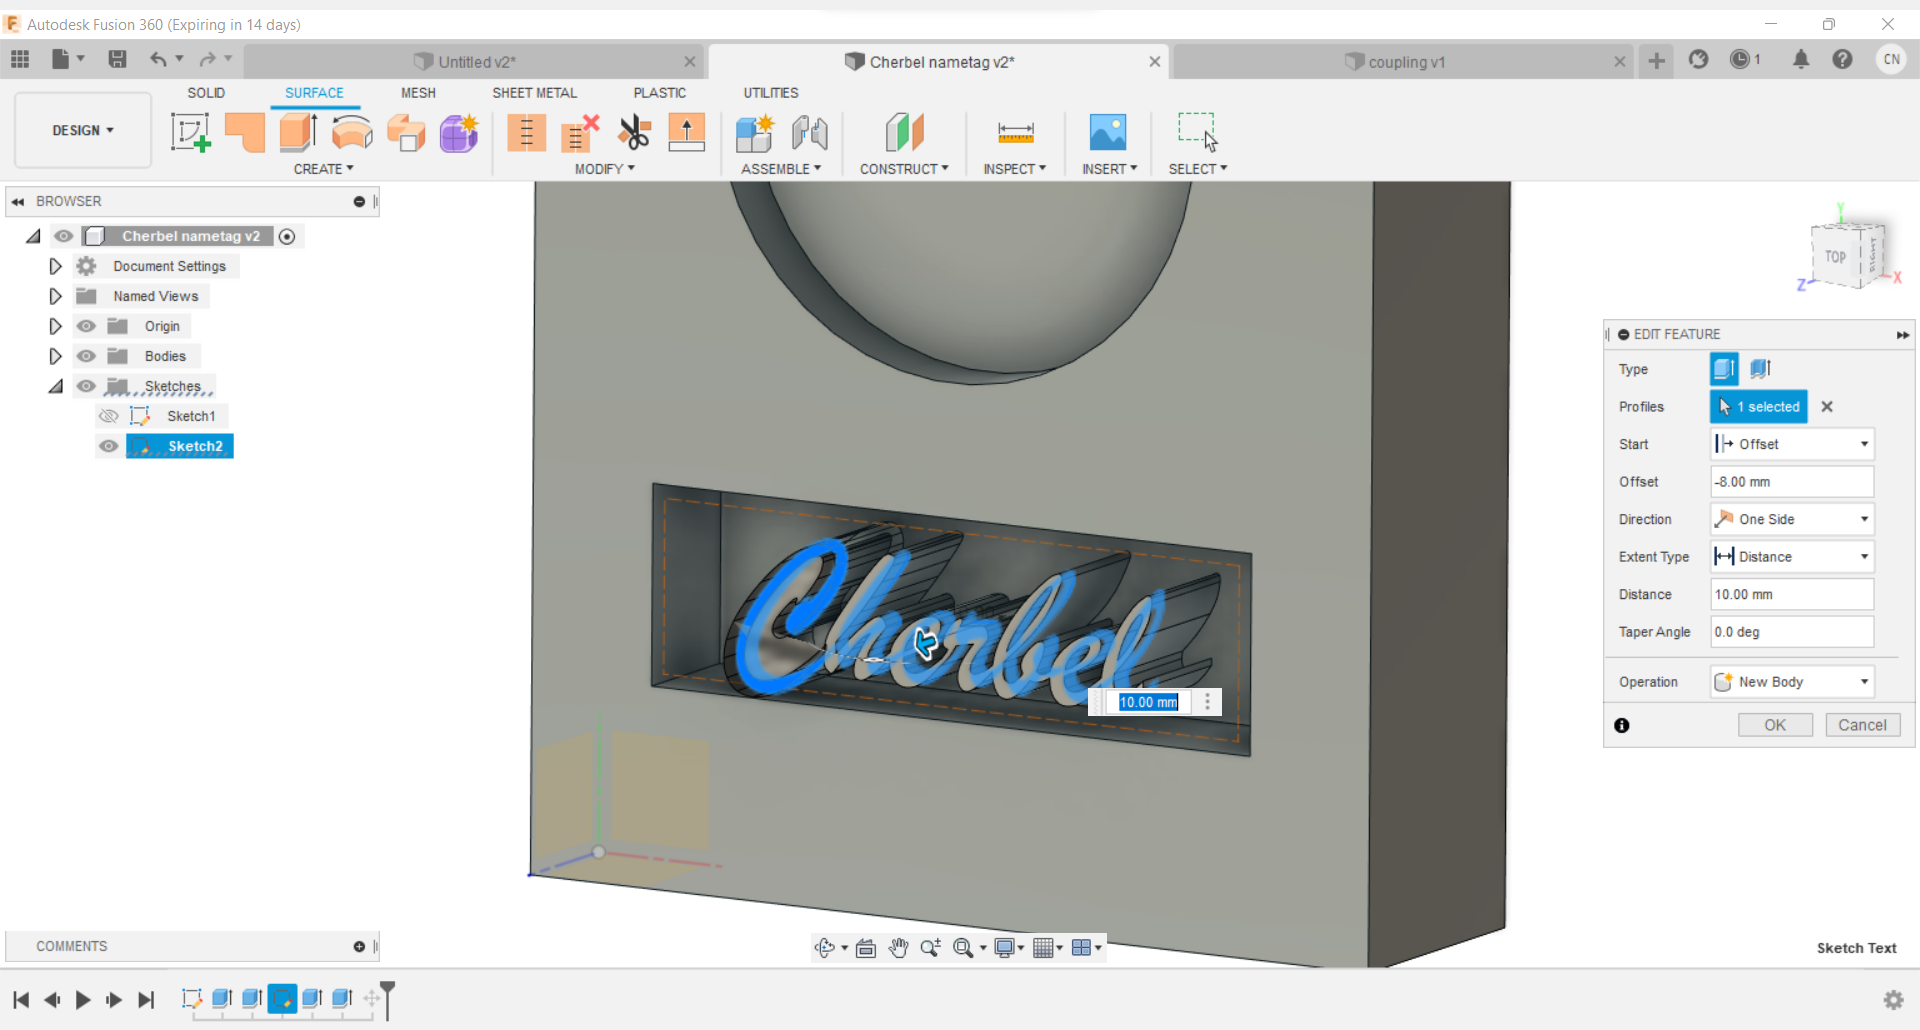 Autodesk Fusion 360 (Expiring in 14 days)
Untitled v2*
Cherbel nametag v2*
coupling v1
1
CN
SOLID
SURFACE
MESH
SHEET METAL
PLASTIC
UTILITIES
DESIGN
CREATE
MODIFY
ASSEMBLE
CONSTRUCT
INSPECT
INSERT
SELECT
BROWSER
Cherbel nametag v2
Document Settings
Named Views
Origin
Bodies
Sketches
Sketch1
Sketch2
Y
TOP
RIGHT
Z
X
EDIT FEATURE
Type
Profiles
1 selected
Start
Offset
Offset
-8.00 mm
Direction
One Side
Extent Type
Distance
Distance
10.00 mm
Taper Angle
0.0 deg
Operation
New Body
OK
Cancel
Cherbel
10.00 mm
COMMENTS
Sketch Text